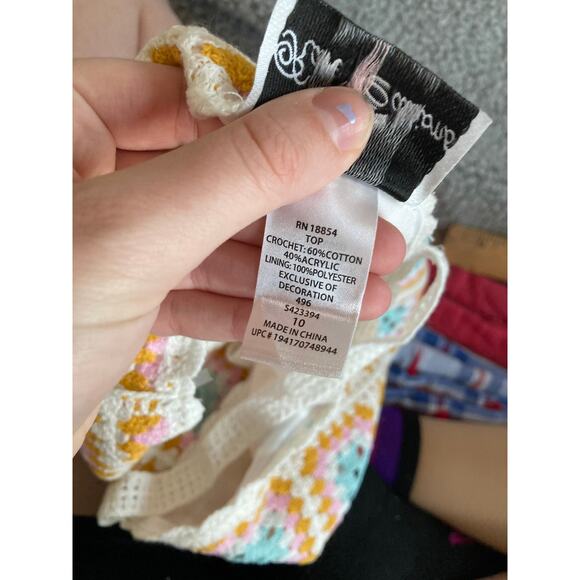 RN 18854
TOP
CROCHET: 60%COTTON
40%ACRYLIC
LINING: 100%POLYESTER
EXCLUSIVE OF
DECORATION
496
S423394
10
MADE IN CHINA
UPC# 194170748944